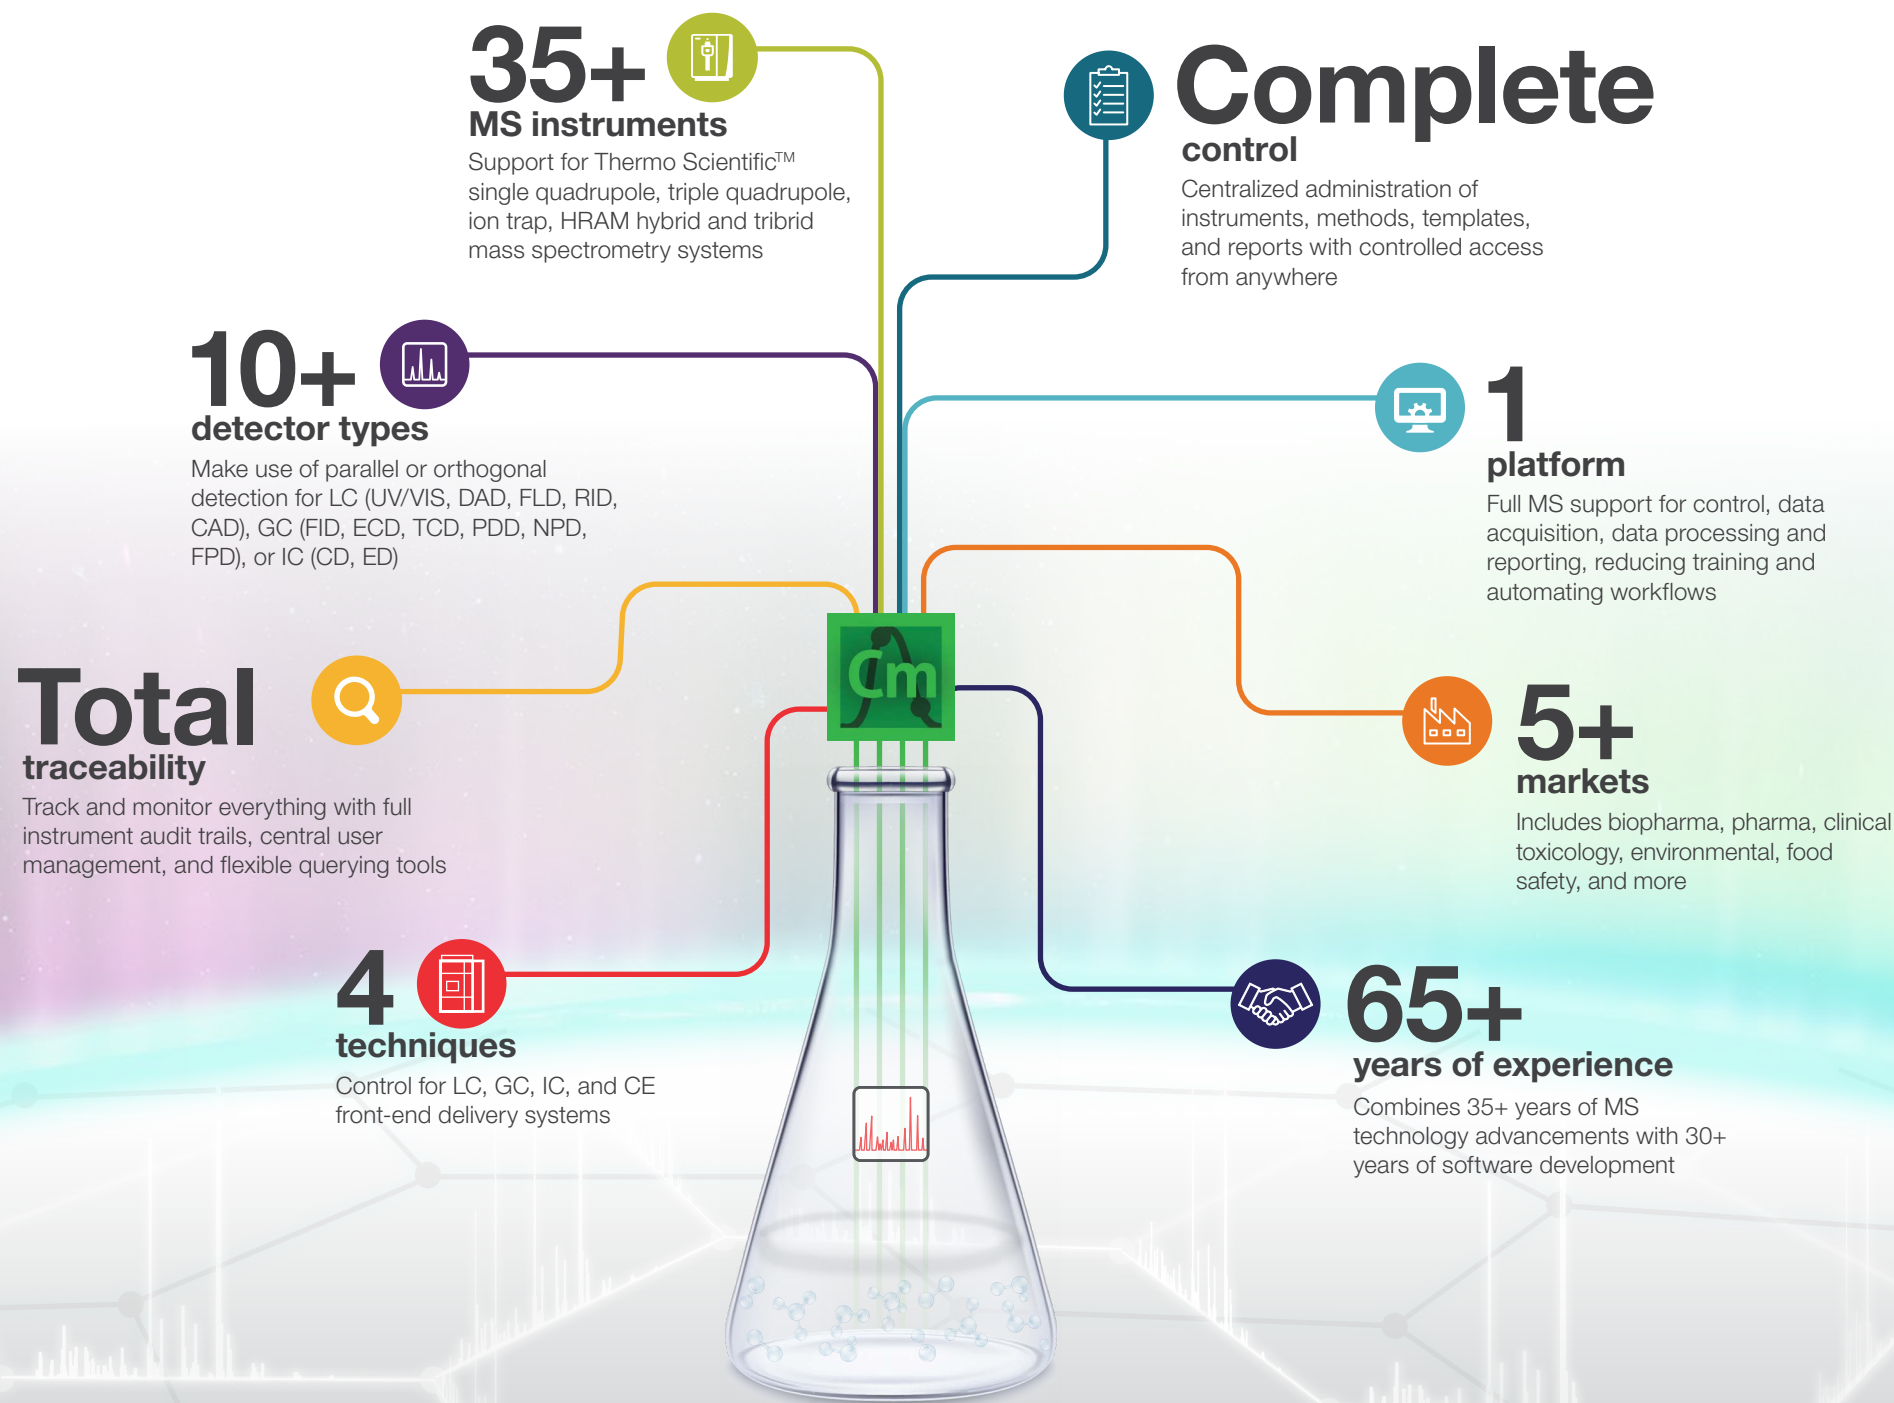 35+
MS instruments
Support for Thermo Scientific™
single quadrupole, triple quadrupole,
ion trap, HRAM hybrid and tribrid
mass spectrometry systems
Complete
control
Centralized administration of
instruments, methods, templates,
and reports with controlled access
from anywhere
10+
detector types
Make use of parallel or orthogonal
detection for LC (UV/VIS, DAD, FLD, RID,
CAD), GC (FID, ECD, TCD, PDD, NPD,
FPD), or IC (CD, ED)
1
platform
Full MS support for control, data
acquisition, data processing and
reporting, reducing training and
automating workflows
Total
traceability
Track and monitor everything with full
instrument audit trails, central user
management, and flexible querying tools
Cm
5+
markets
Includes biopharma, pharma, clinical
toxicology, environmental, food
safety, and more
4
techniques
Control for LC, GC, IC, and CE
front-end delivery systems
65+
years of experience
Combines 35+ years of MS
technology advancements with 30+
years of software development